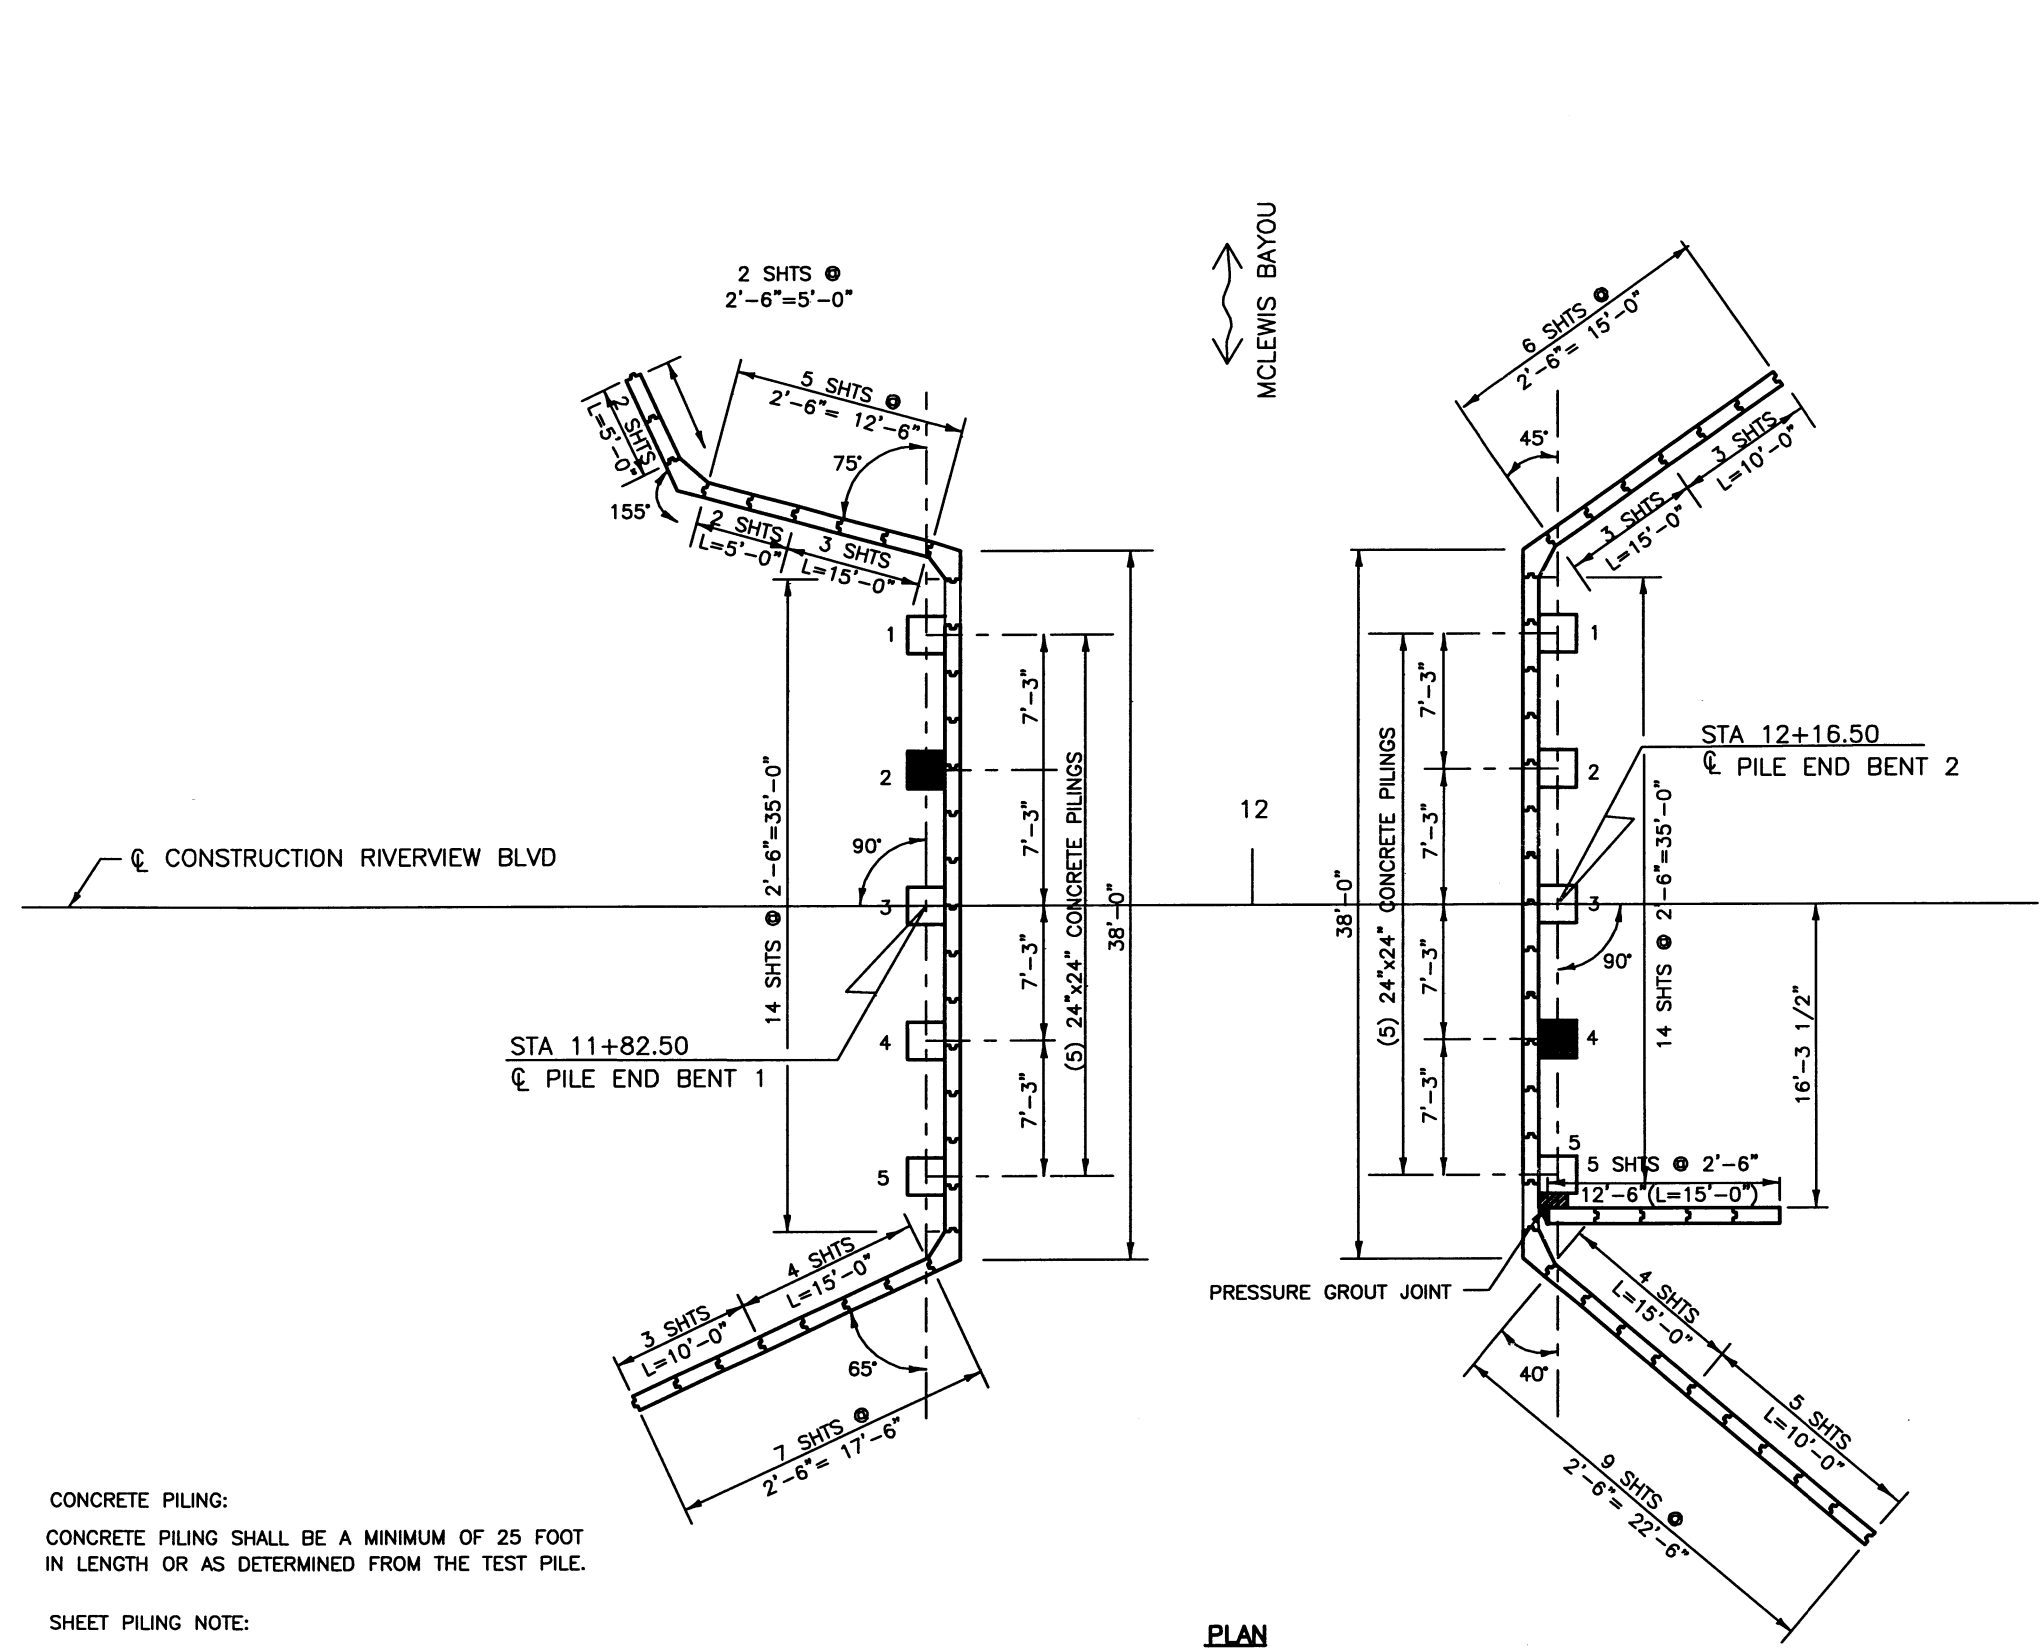 2 SHTS @
2'-6"=5'-0"
MCLEWIS BAYOU
5 SHTS @
2'-6"= 12'-6"
75°
2 SHTS
L=5'-0"
155°
2 SHTS
L=5'-0"
3 SHTS
L=15'-0"
6 SHTS @
2'-6"= 15'-0"
45°
3 SHTS
L=10'-0"
3 SHTS
L=15'-0"
1
2
3
4
5
14 SHTS @ 2'-6"=35'-0"
90°
7'-3"
7'-3"
7'-3"
7'-3"
(5) 24"x24" CONCRETE PILINGS
38'-0"
℄ CONSTRUCTION RIVERVIEW BLVD
STA 11+82.50
℄ PILE END BENT 1
12
38'-0"
(5) 24"x24" CONCRETE PILINGS
7'-3"
7'-3"
7'-3"
7'-3"
1
2
3
4
5
STA 12+16.50
℄ PILE END BENT 2
14 SHTS @ 2'-6"=35'-0"
90°
16'-3 1/2"
5 SHTS @ 2'-6"
12'-6"(L=15'-0")
PRESSURE GROUT JOINT
4 SHTS
L=15'-0"
3 SHTS
L=10'-0"
65°
7 SHTS @
2'-6"= 17'-6"
4 SHTS
L=15'-0"
40°
5 SHTS
L=10'-0"
9 SHTS @
2'-6"= 22'-6"
CONCRETE PILING:
CONCRETE PILING SHALL BE A MINIMUM OF 25 FOOT
IN LENGTH OR AS DETERMINED FROM THE TEST PILE.
SHEET PILING NOTE:
PLAN